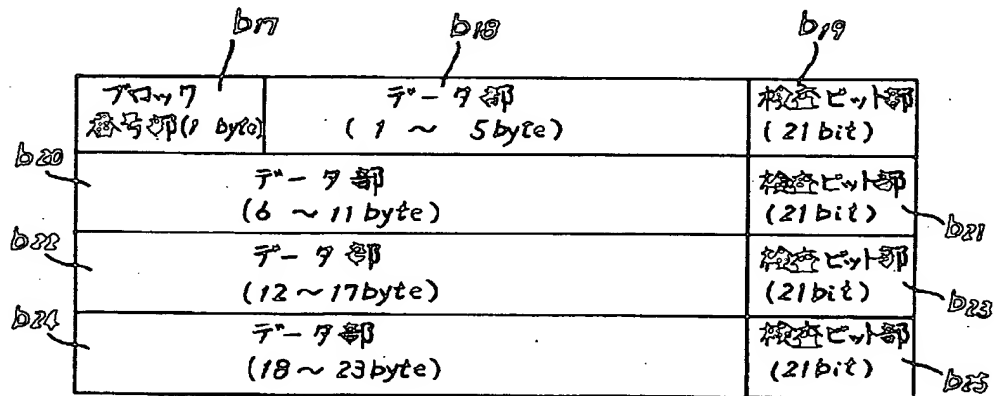 b17 b18 b19
ブロック
番号部(1 byte)
データ部
(1 ~ 5byte)
検査ビット部
(21bit)
b20
データ部
(6 ~ 11byte)
検査ビット部
(21bit)
b21
b22
データ部
(12~17byte)
検査ビット部
(21bit)
b23
b24
データ部
(18~23byte)
検査ビット部
(21bit)
b25